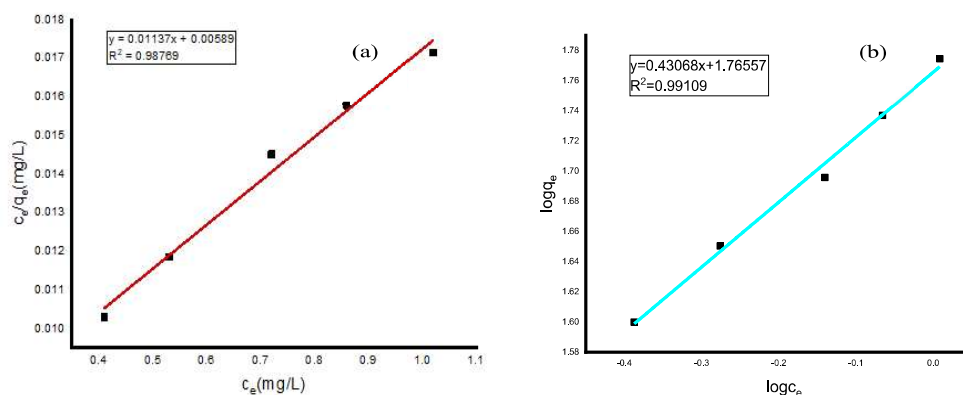 0.018
0.017
0.016
0.015
0.014
0.013
0.012
0.011
0.010
cₑ/qₑ(mg/L)
y = 0.01137x + 0.00589
R² = 0.98769
(a)
0.4 0.5 0.6 0.7 0.8 0.9 1.0 1.1
cₑ(mg/L)
1.78
1.76
1.74
1.72
1.70
1.68
1.66
1.64
1.62
1.60
1.58
logqₑ
y=0.43068x+1.76557
R²=0.99109
(b)
-0.4 -0.3 -0.2 -0.1 0.0
logcₑ